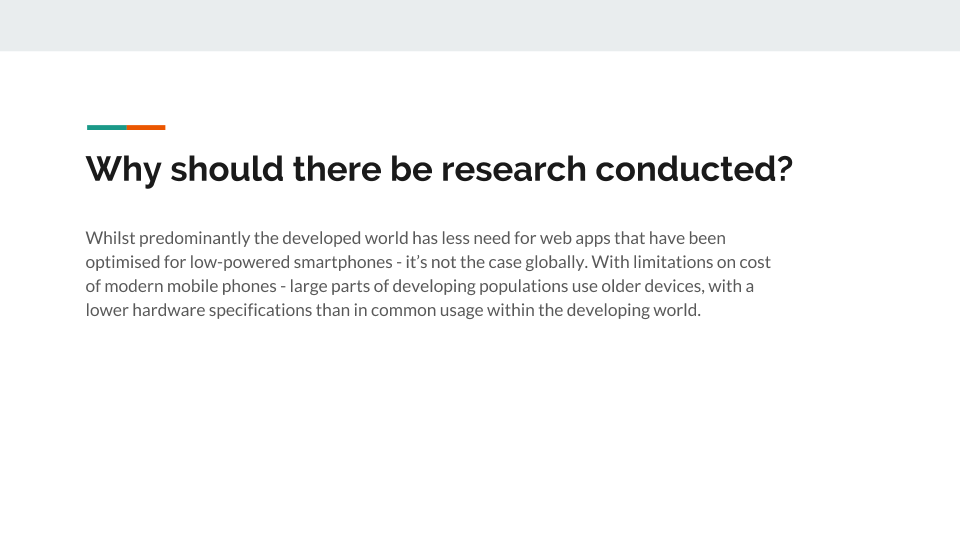 Why should there be research conducted?
Whilst predominantly the developed world has less need for web apps that have been
optimised for low-powered smartphones - it’s not the case globally. With limitations on cost
of modern mobile phones - large parts of developing populations use older devices, with a
lower hardware specifications than in common usage within the developing world.